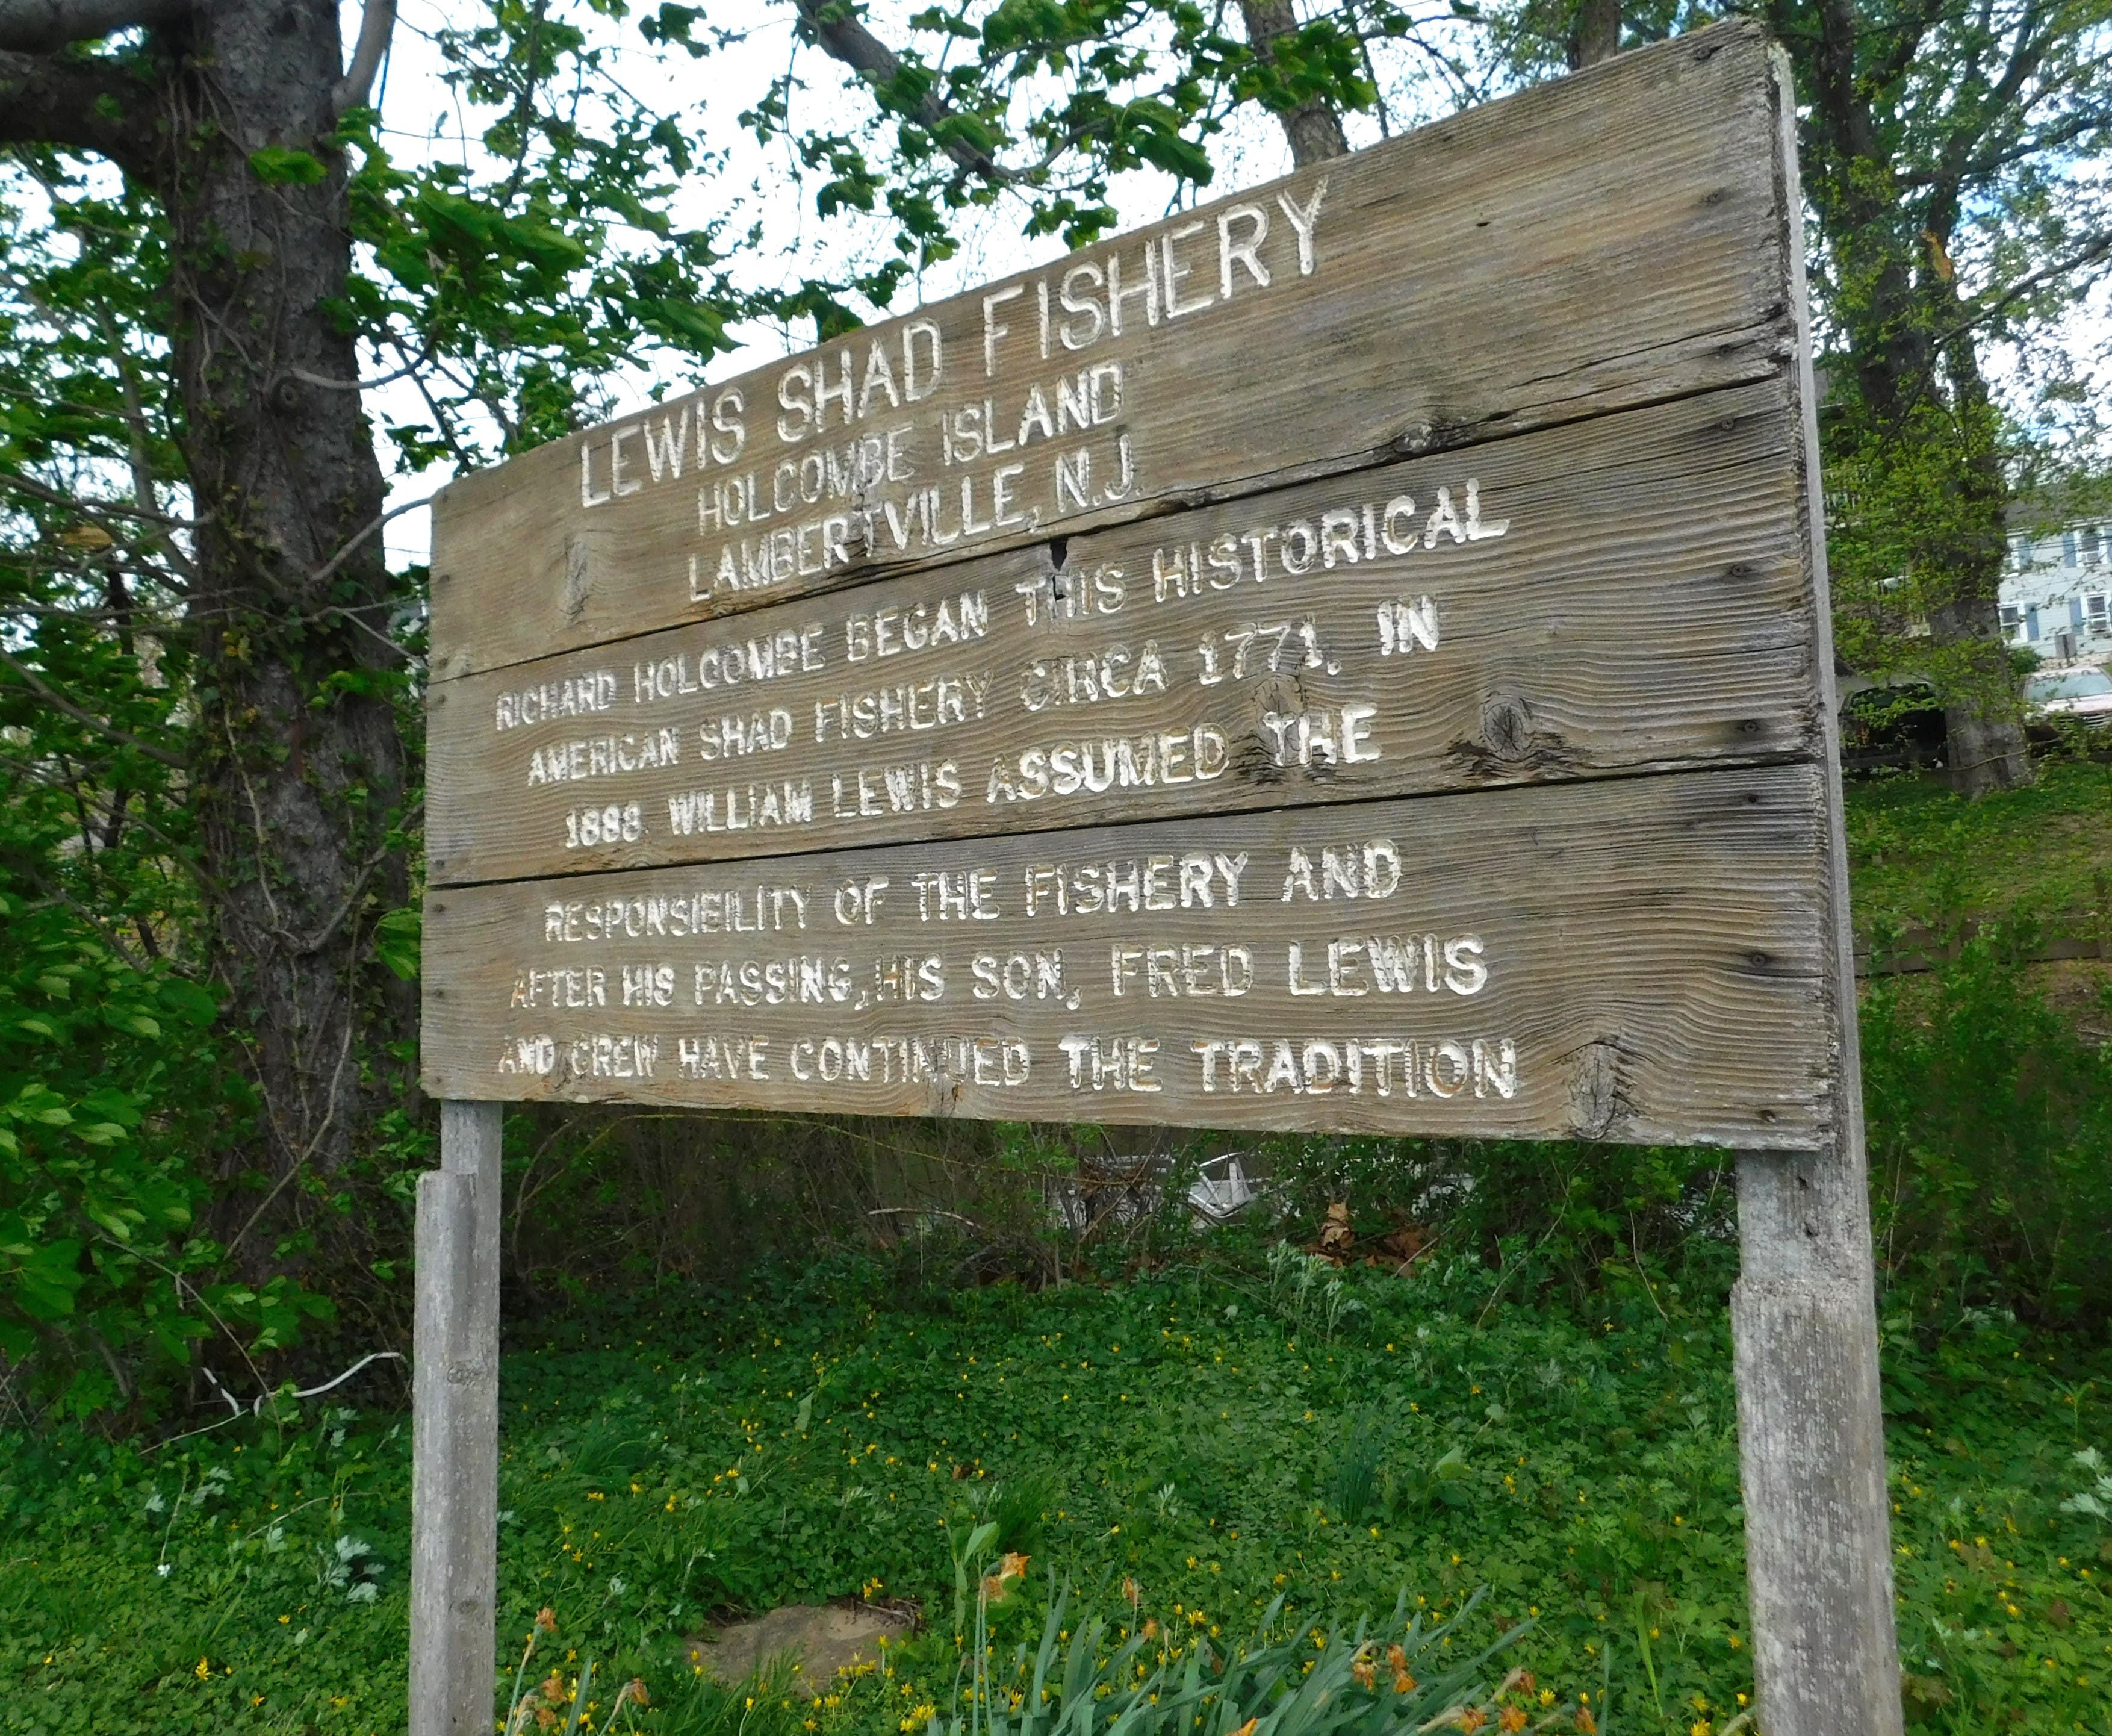 LEWIS SHAD FISHERY
HOLCOMBE ISLAND
LAMBERTVILLE, N.J.
RICHARD HOLCOMBE BEGAN THIS HISTORICAL
AMERICAN SHAD FISHERY CIRCA 1771. IN
1888 WILLIAM LEWIS ASSUMED THE
RESPONSIBILITY OF THE FISHERY AND
AFTER HIS PASSING, HIS SON, FRED LEWIS
AND CREW HAVE CONTINUED THE TRADITION